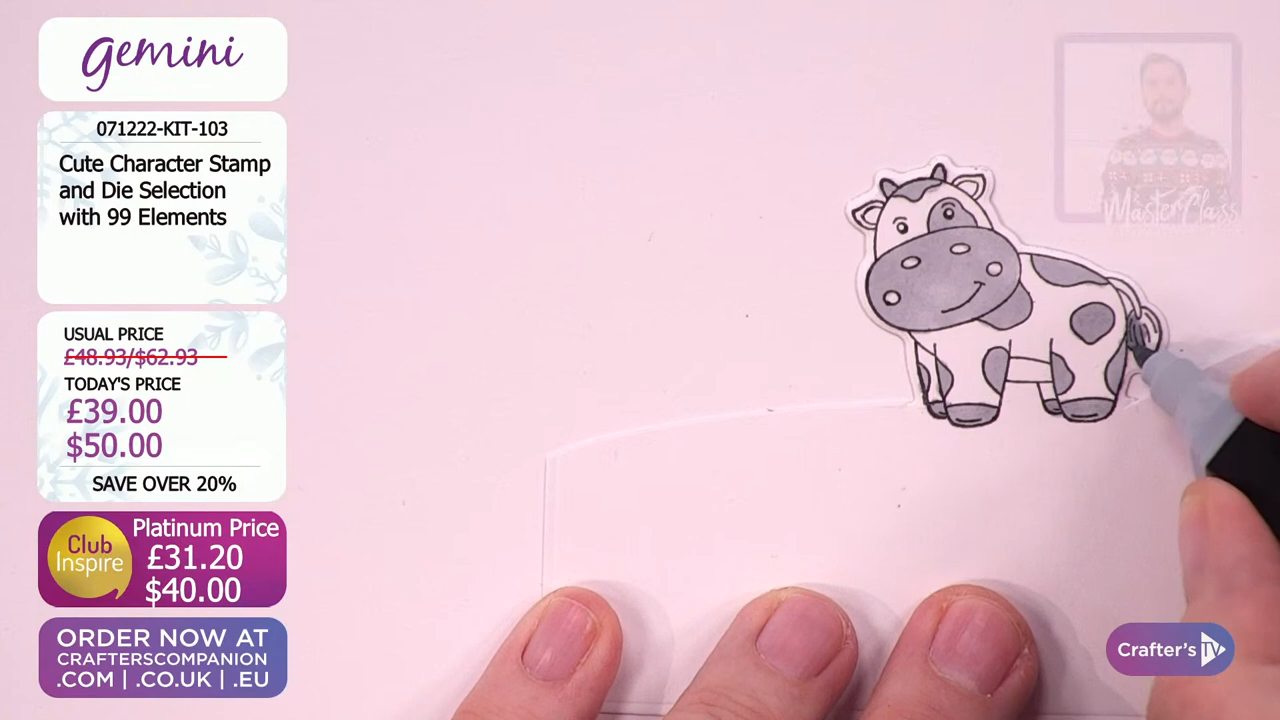 gemini
071222-KIT-103
Cute Character Stamp
and Die Selection
with 99 Elements
USUAL PRICE
£48.93/$62.93
TODAY'S PRICE
£39.00
$50.00
SAVE OVER 20%
Club
Inspire
Platinum Price
£31.20
$40.00
ORDER NOW AT
CRAFTERSCOMPANION
.COM | .CO.UK | .EU
MasterClass
Crafter's TV